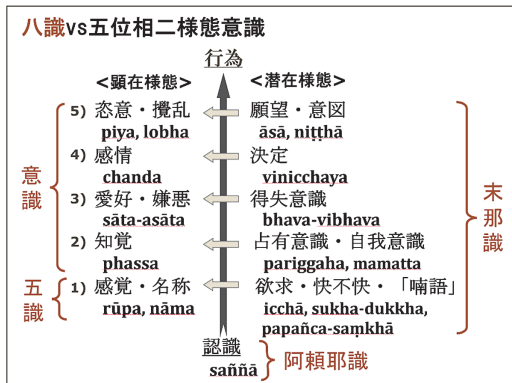 八識vs五位相二様態意識
行為
<顕在様態>
<潜在様態>
5) 恣意・攪乱
piya, lobha
願望・意図
āsā, niṭṭhā
4) 感情
chanda
決定
vinicchaya
3) 愛好・嫌悪
sāta-asāta
得失意識
bhava-vibhava
2) 知覚
phassa
占有意識・自我意識
pariggaha, mamatta
1) 感覚・名称
rūpa, nāma
欲求・快不快・「喃語」
icchā, sukha-dukkha,
papañca-saṃkhā
意識
五識
末那識
認識
saññā
阿頼耶識